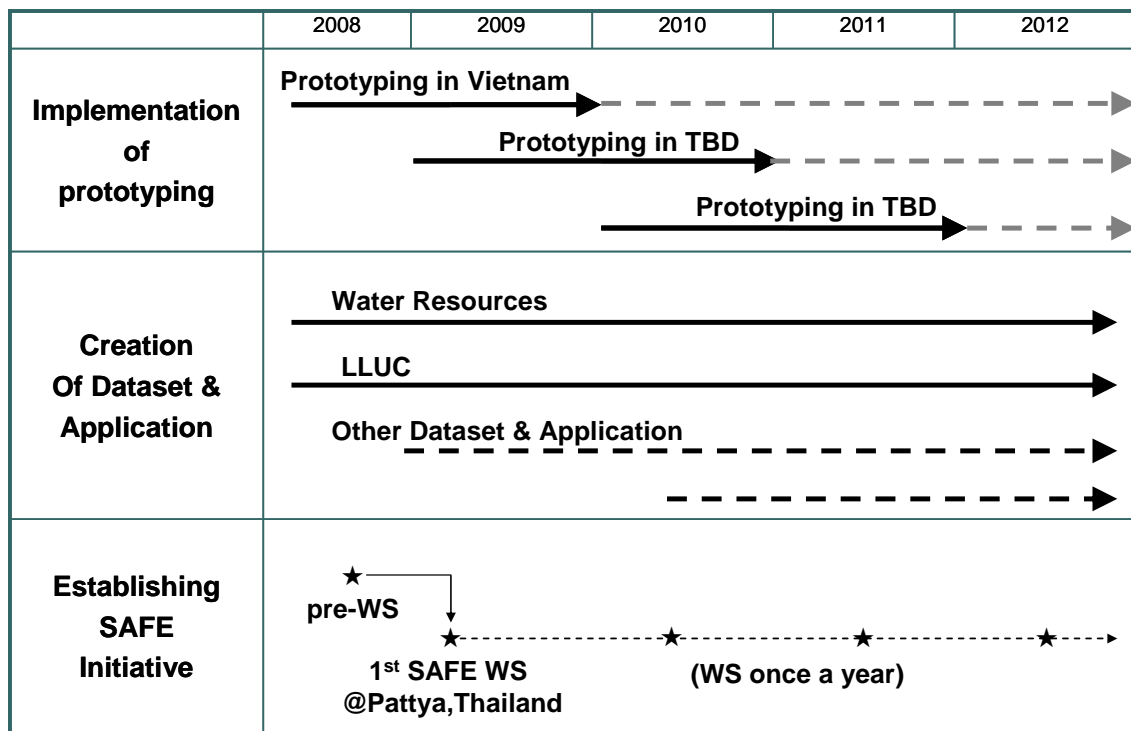 2008 2009 2010 2011 2012
Implementation
of
prototyping
Prototyping in Vietnam
Prototyping in TBD
Prototyping in TBD
Creation
Of Dataset &
Application
Water Resources
LLUC
Other Dataset & Application
Establishing
SAFE
Initiative
pre-WS
1st SAFE WS
@Pattya,Thailand
(WS once a year)